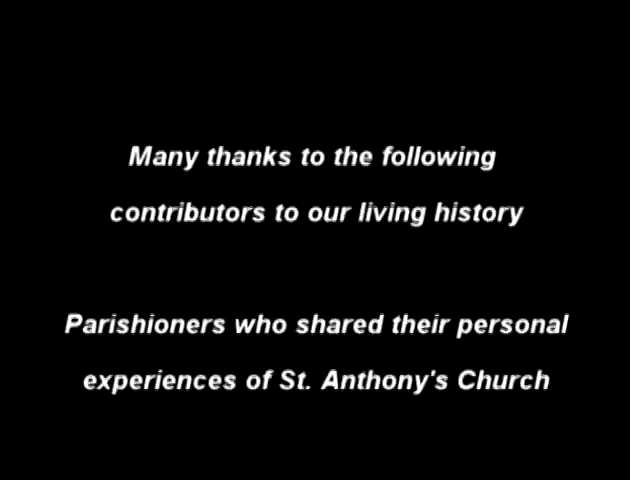 Many thanks to the following
contributors to our living history
Parishioners who shared their personal
experiences of St. Anthony's Church